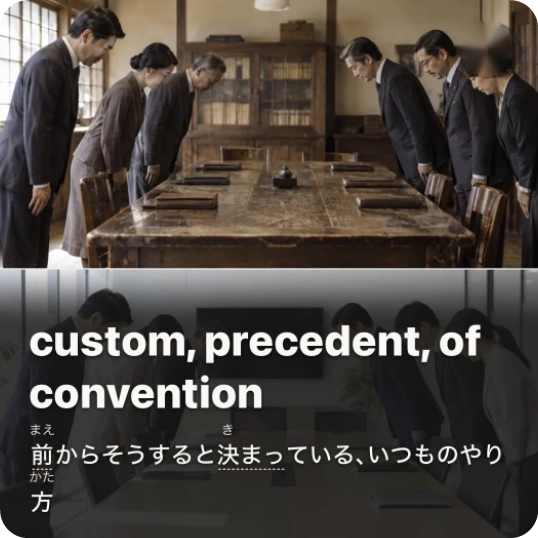 custom, precedent, of
convention
まえ き
前からそうすると決まっている、いつものやり
かた
方